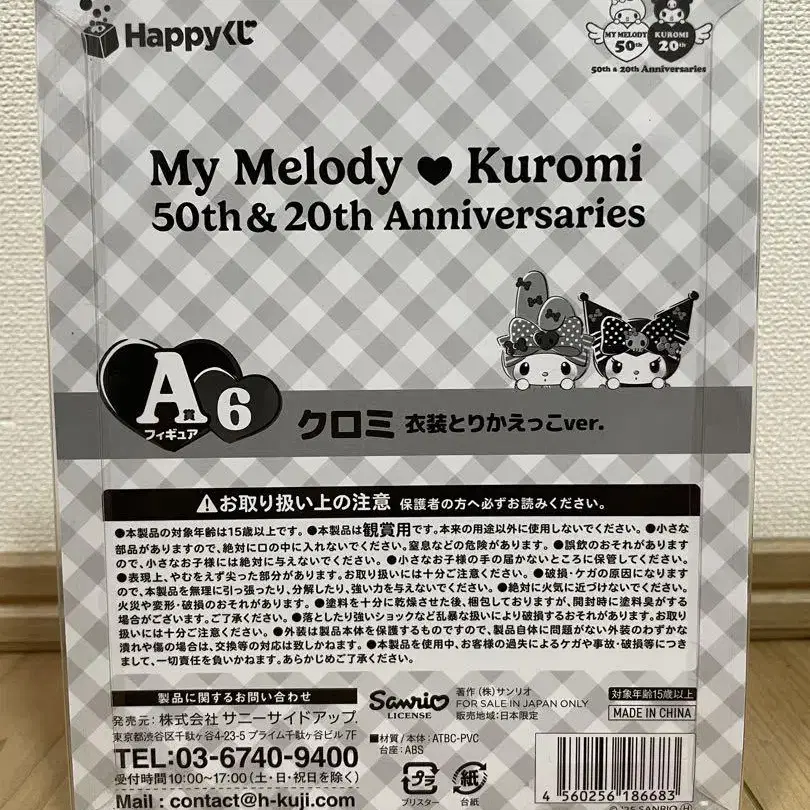 Happyくじ
MY MELODY 50th KUROMI 20th
50th & 20th Anniversaries
My Melody ♥ Kuromi
50th & 20th Anniversaries
A賞 6
フィギュア
クロミ 衣装とりかえっこver.
⚠お取り扱い上の注意 保護者の方へ必ずお読みください。
●本製品の対象年齢は15歳以上です。●本製品は観賞用です。本来の用途以外に使用しないでください。●小さな
部品がありますので、絶対に口の中に入れないでください。窒息などの危険があります。●誤飲のおそれがありますの
で、小さなお子様には絶対に与えないでください。●小さなお子様の手の届かないところに保管してください。
●表現上、やむをえず尖った部分があります。お取り扱いには十分ご注意ください。●破損・ケガの原因になります
ので、本製品を無理に引っ張ったり、分解したり、強い力を与えないでください。●絶対に火気に近づけないでください。
火災や変形・破損のおそれがあります。●塗料を十分に乾燥させた後、梱包しておりますが、開封時に塗料臭がする
場合がございます。ご了承ください。●落としたり強いショックなど乱暴な扱いにより破損するおそれがあります。お取り
扱いには十分ご注意ください。●外装は製品本体を保護するものですので、製品自体に問題がない外装のわずかな
潰れや傷の場合は、交換等の対応は致しかねます。●本製品を使用中、お客様の過失によるケガや事故・破損等につき
まして、一切責任を負いかねます。あらかじめご了承ください。
製品に関するお問い合わせ
発売元：株式会社 サニーサイドアップ
東京都渋谷区千駄ヶ谷4-23-5 プライム千駄ヶ谷ビル 7F
TEL:03-6740-9400
受付時間10:00~17:00(土・日・祝日を除く)
Mail : contact@h-kuji.com
Sanrio
LICENSE
著作 (株)サンリオ
FOR SALE IN JAPAN ONLY
販売地域：日本限定
対象年齢15歳以上
MADE IN CHINA
■材質/本体：ATBC-PVC
台座：ABS
プラ
ブリスター
紙
台紙
4 560256 186683
© '25 SANRIO Ⓗ